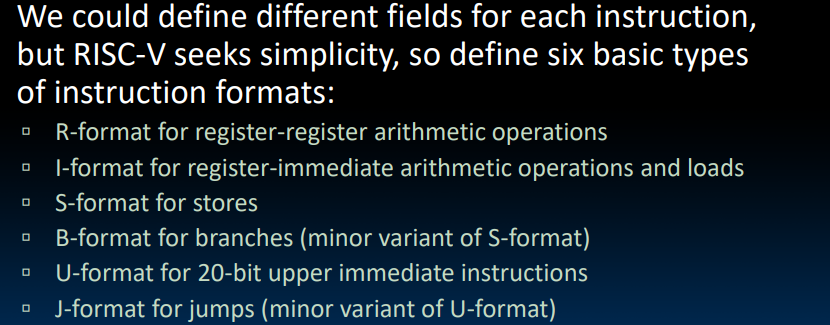 We could define different fields for each instruction,
but RISC-V seeks simplicity, so define six basic types
of instruction formats:
▫ R-format for register-register arithmetic operations
▫ I-format for register-immediate arithmetic operations and loads
▫ S-format for stores
▫ B-format for branches (minor variant of S-format)
▫ U-format for 20-bit upper immediate instructions
▫ J-format for jumps (minor variant of U-format)